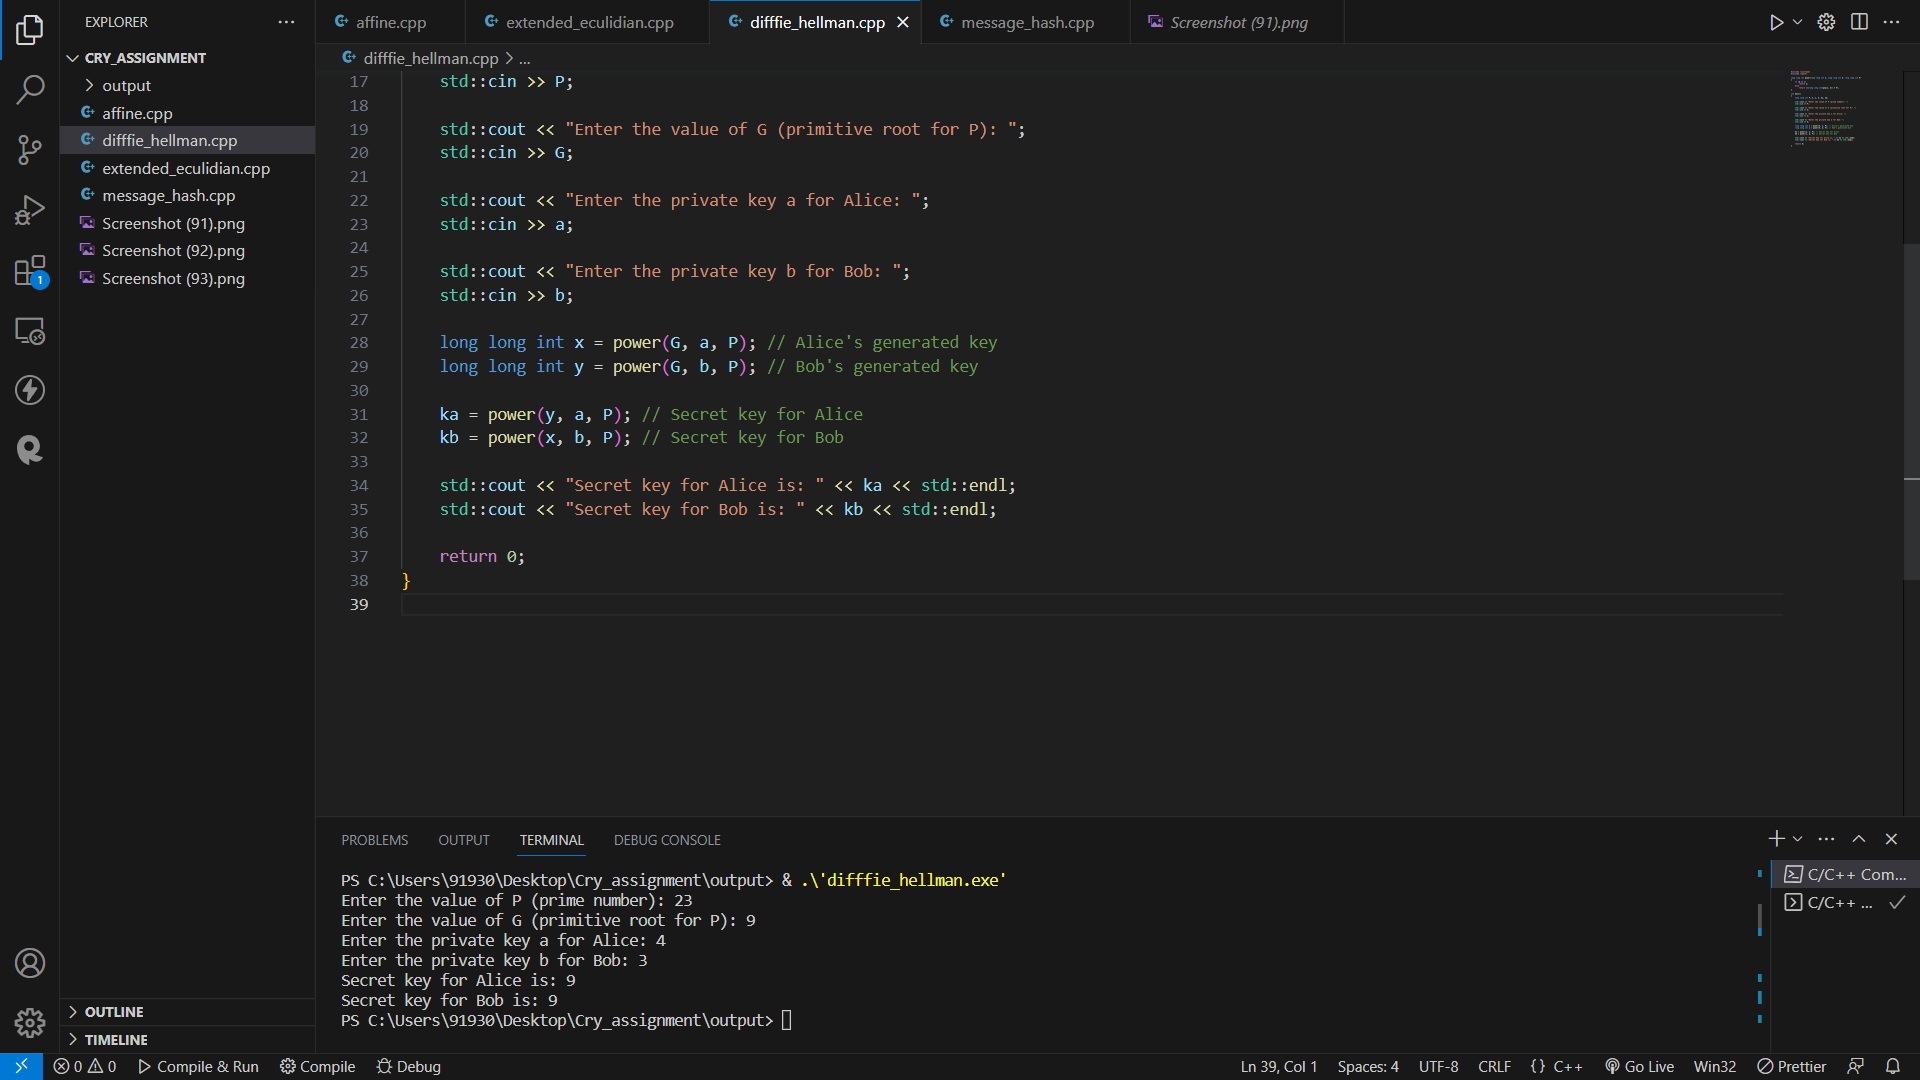 EXPLORER
CRY_ASSIGNMENT
output
affine.cpp
difffie_hellman.cpp
extended_eculidian.cpp
message_hash.cpp
Screenshot (91).png
Screenshot (92).png
Screenshot (93).png
OUTLINE
TIMELINE
1
affine.cpp extended_eculidian.cpp difffie_hellman.cpp message_hash.cpp Screenshot (91).png
difffie_hellman.cpp > ...
17 std::cin >> P;
18
19 std::cout << "Enter the value of G (primitive root for P): ";
20 std::cin >> G;
21
22 std::cout << "Enter the private key a for Alice: ";
23 std::cin >> a;
24
25 std::cout << "Enter the private key b for Bob: ";
26 std::cin >> b;
27
28 long long int x = power(G, a, P); // Alice's generated key
29 long long int y = power(G, b, P); // Bob's generated key
30
31 ka = power(y, a, P); // Secret key for Alice
32 kb = power(x, b, P); // Secret key for Bob
33
34 std::cout << "Secret key for Alice is: " << ka << std::endl;
35 std::cout << "Secret key for Bob is: " << kb << std::endl;
36
37 return 0;
38 }
39
PROBLEMS OUTPUT TERMINAL DEBUG CONSOLE
PS C:\Users\91930\Desktop\Cry_assignment\output> & .\'difffie_hellman.exe'
Enter the value of P (prime number): 23
Enter the value of G (primitive root for P): 9
Enter the private key a for Alice: 4
Enter the private key b for Bob: 3
Secret key for Alice is: 9
Secret key for Bob is: 9
PS C:\Users\91930\Desktop\Cry_assignment\output>
C/C++ Com...
C/C++ ...
0 0 Compile & Run Compile Debug Ln 39, Col 1 Spaces: 4 UTF-8 CRLF {} C++ Go Live Win32 Prettier